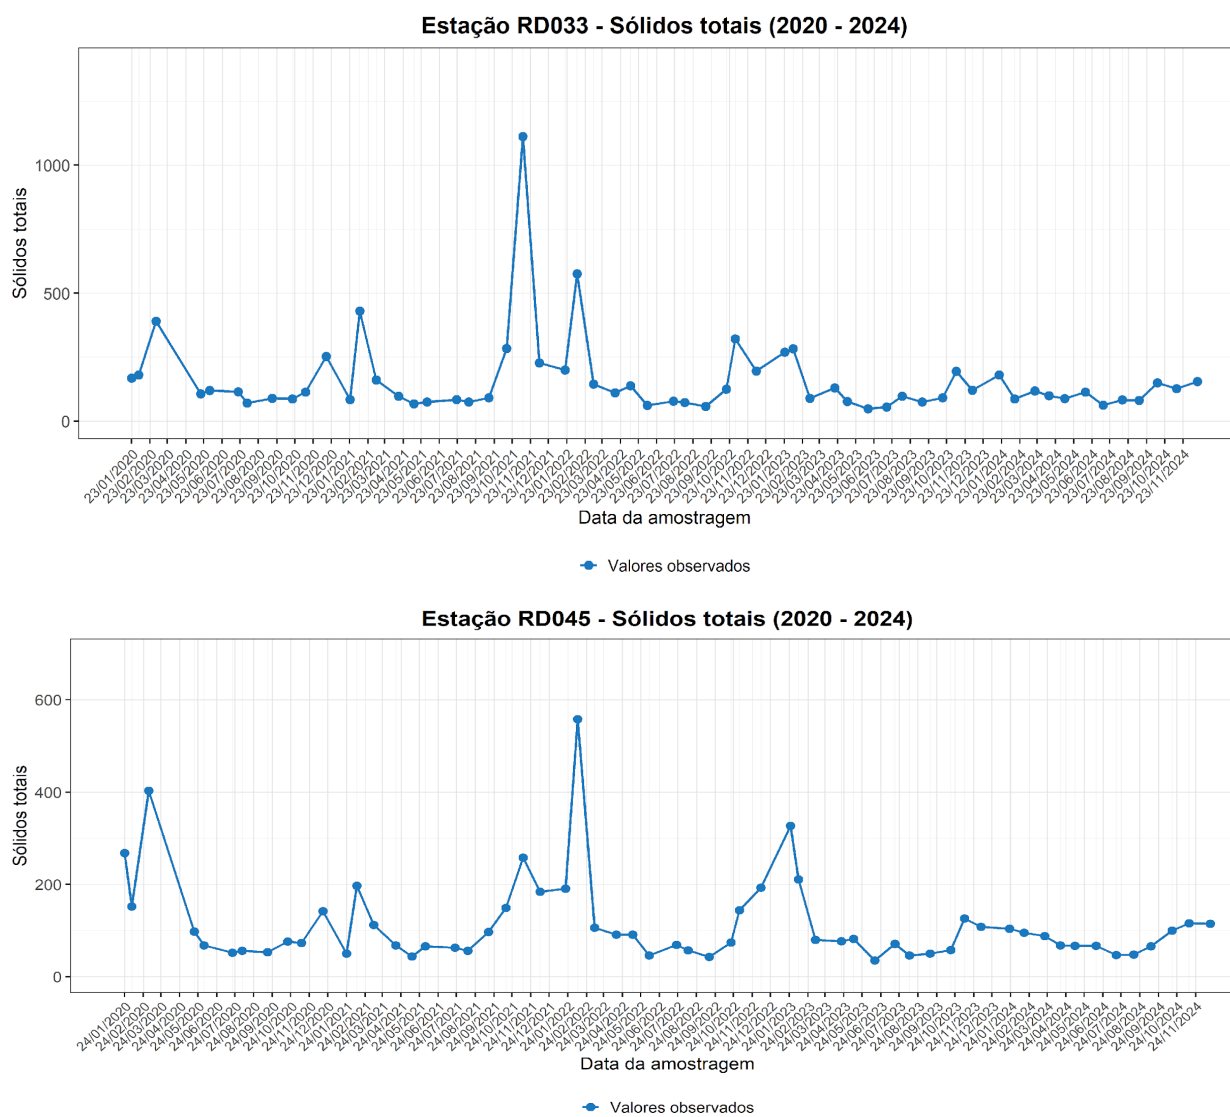 Estação RD033 - Sólidos totais (2020 - 2024)
1000
500
0
Sólidos totais
23/01/2020 23/02/2020 23/03/2020 23/04/2020 23/05/2020 23/06/2020 23/07/2020 23/08/2020 23/09/2020 23/10/2020 23/11/2020 23/12/2020 23/01/2021 23/02/2021 23/03/2021 23/04/2021 23/05/2021 23/06/2021 23/07/2021 23/08/2021 23/09/2021 23/10/2021 23/11/2021 23/12/2021 23/01/2022 23/02/2022 23/03/2022 23/04/2022 23/05/2022 23/06/2022 23/07/2022 23/08/2022 23/09/2022 23/10/2022 23/11/2022 23/12/2022 23/01/2023 23/02/2023 23/03/2023 23/04/2023 23/05/2023 23/06/2023 23/07/2023 23/08/2023 23/09/2023 23/10/2023 23/11/2023 23/12/2023 23/01/2024 23/02/2024 23/03/2024 23/04/2024 23/05/2024 23/06/2024 23/07/2024 23/08/2024 23/09/2024 23/10/2024 23/11/2024
Data da amostragem
Valores observados
Estação RD045 - Sólidos totais (2020 - 2024)
600
400
200
0
Sólidos totais
24/01/2020 24/02/2020 24/03/2020 24/04/2020 24/05/2020 24/06/2020 24/07/2020 24/08/2020 24/09/2020 24/10/2020 24/11/2020 24/12/2020 24/01/2021 24/02/2021 24/03/2021 24/04/2021 24/05/2021 24/06/2021 24/07/2021 24/08/2021 24/09/2021 24/10/2021 24/11/2021 24/12/2021 24/01/2022 24/02/2022 24/03/2022 24/04/2022 24/05/2022 24/06/2022 24/07/2022 24/08/2022 24/09/2022 24/10/2022 24/11/2022 24/12/2022 24/01/2023 24/02/2023 24/03/2023 24/04/2023 24/05/2023 24/06/2023 24/07/2023 24/08/2023 24/09/2023 24/10/2023 24/11/2023 24/12/2023 24/01/2024 24/02/2024 24/03/2024 24/04/2024 24/05/2024 24/06/2024 24/07/2024 24/08/2024 24/09/2024 24/10/2024 24/11/2024
Data da amostragem
Valores observados